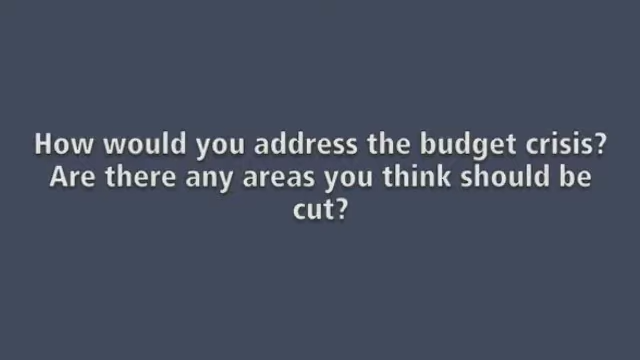 How would you address the budget crisis?
Are there any areas you think should be
cut?